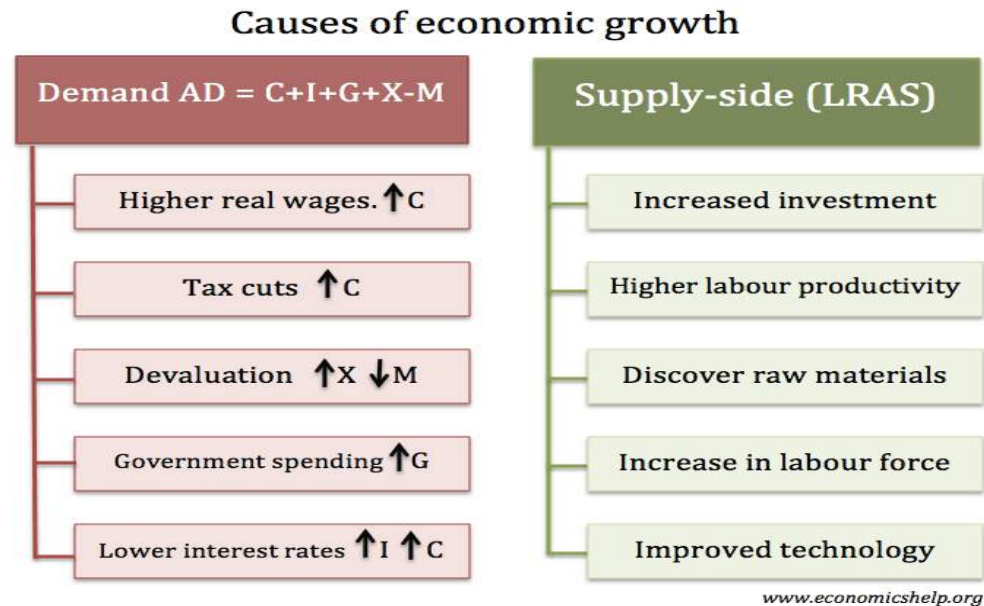 Causes of economic growth
Demand AD = C+I+G+X-M
Higher real wages. ↑C
Tax cuts ↑C
Devaluation ↑X ↓M
Government spending ↑G
Lower interest rates ↑I ↑C
Supply-side (LRAS)
Increased investment
Higher labour productivity
Discover raw materials
Increase in labour force
Improved technology
www.economicshelp.org